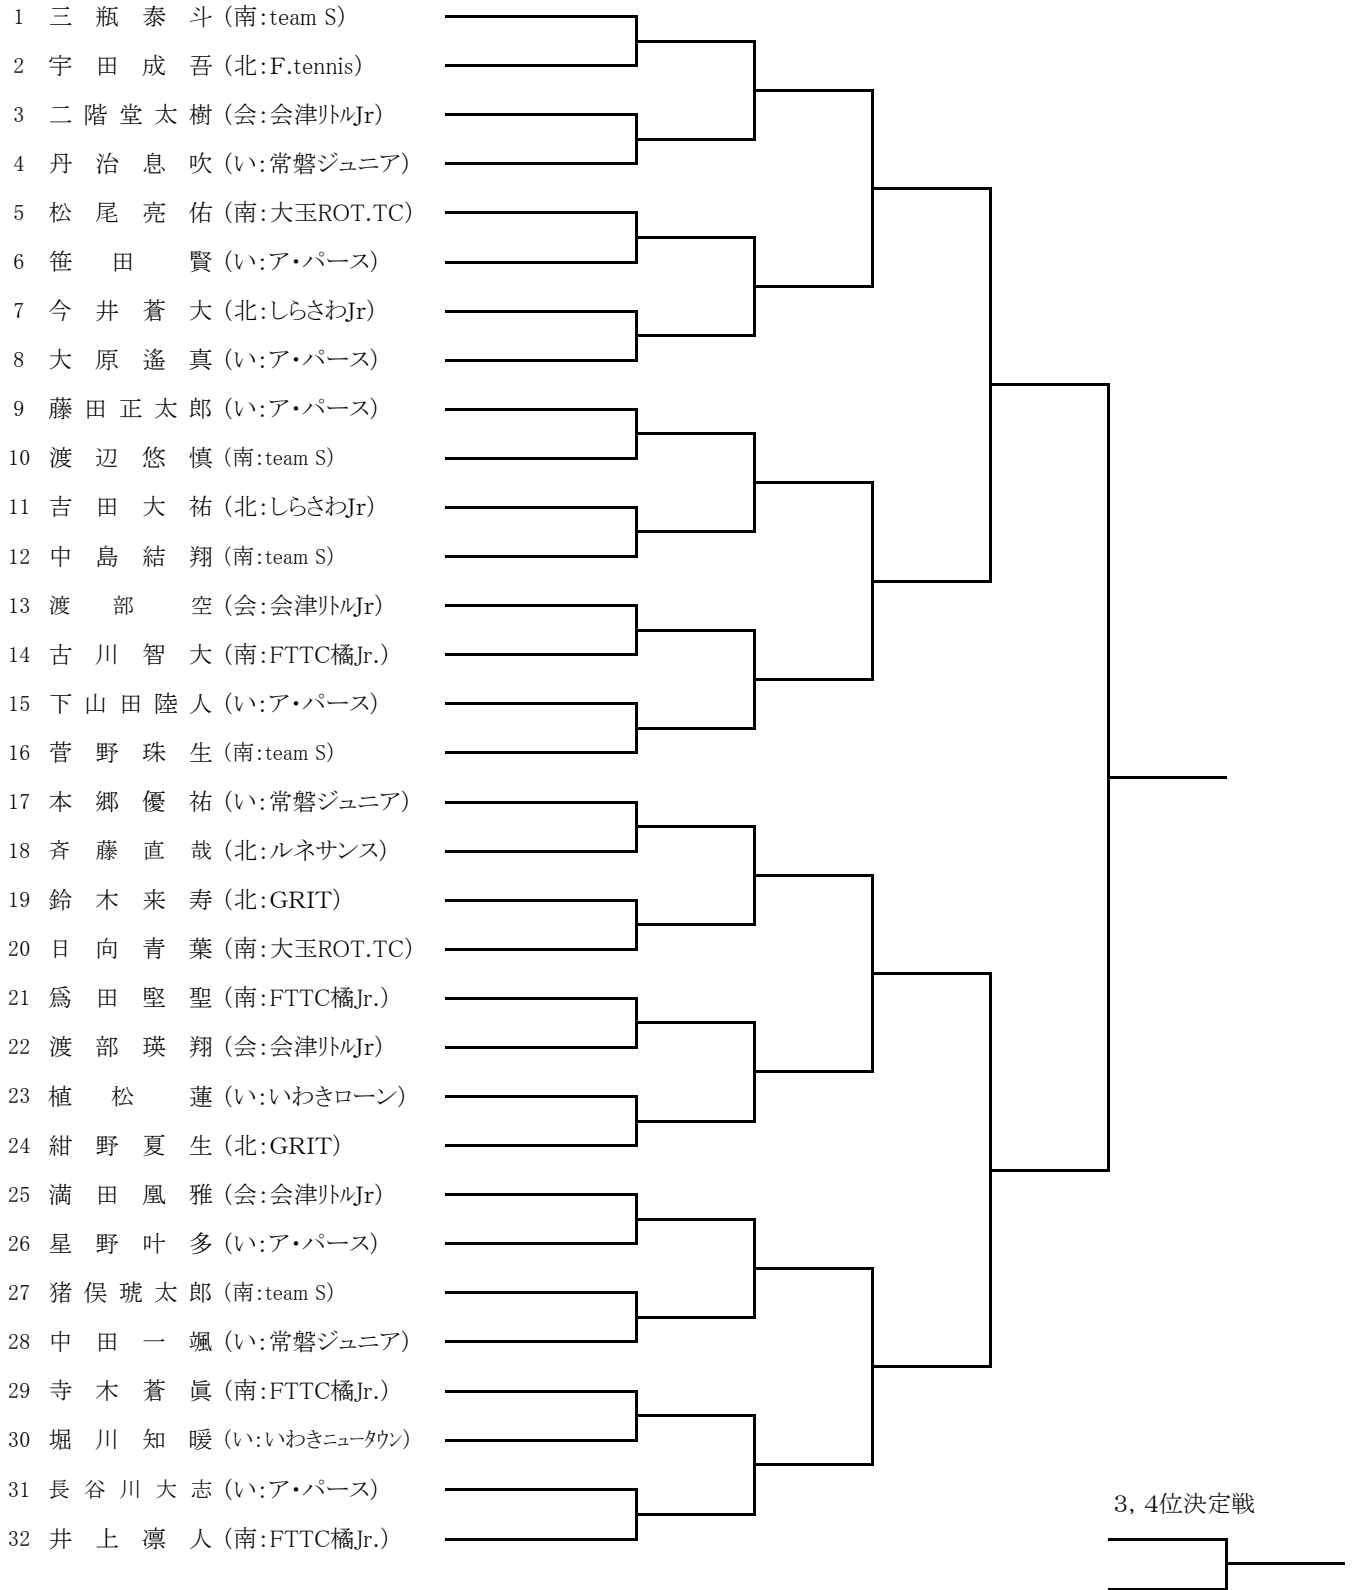 1 三瓶泰斗 (南:team S)
2 宇田成吾 (北:F.tennis)
3 二階堂太樹 (会:会津ﾘﾄﾙJr)
4 丹治息吹 (い:常磐ジュニア)
5 松尾亮佑 (南:大玉ROT.TC)
6 笹田賢 (い:ア・パース)
7 今井蒼大 (北:しらさわJr)
8 大原遙真 (い:ア・パース)
9 藤田正太郎 (い:ア・パース)
10 渡辺悠慎 (南:team S)
11 吉田大祐 (北:しらさわJr)
12 中島結翔 (南:team S)
13 渡部空 (会:会津ﾘﾄﾙJr)
14 古川智大 (南:FTTC橘Jr.)
15 下山田陸人 (い:ア・パース)
16 菅野珠生 (南:team S)
17 本郷優祐 (い:常磐ジュニア)
18 斉藤直哉 (北:ルネサンス)
19 鈴木来寿 (北:GRIT)
20 日向青葉 (南:大玉ROT.TC)
21 爲田堅聖 (南:FTTC橘Jr.)
22 渡部瑛翔 (会:会津ﾘﾄﾙJr)
23 植松蓮 (い:いわきローン)
24 紺野夏生 (北:GRIT)
25 満田凰雅 (会:会津ﾘﾄﾙJr)
26 星野叶多 (い:ア・パース)
27 猪俣琥太郎 (南:team S)
28 中田一颯 (い:常磐ジュニア)
29 寺木蒼眞 (南:FTTC橘Jr.)
30 堀川知暖 (い:いわきﾆｭｰﾀｳﾝ)
31 長谷川大志 (い:ア・パース)
3,4位決定戦
32 井上凛人 (南:FTTC橘Jr.)